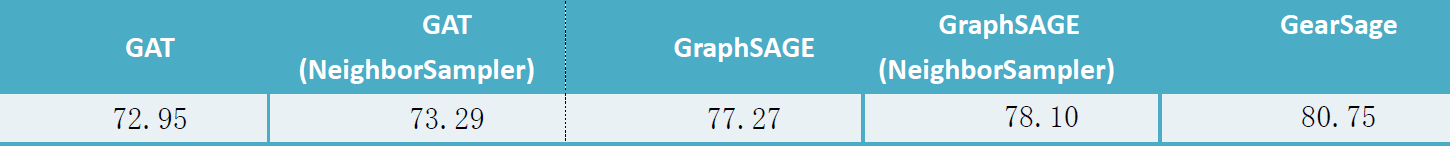 GAT
GAT
(NeighborSampler)
GraphSAGE
GraphSAGE
(NeighborSampler)
GearSage
72.95
73.29
77.27
78.10
80.75